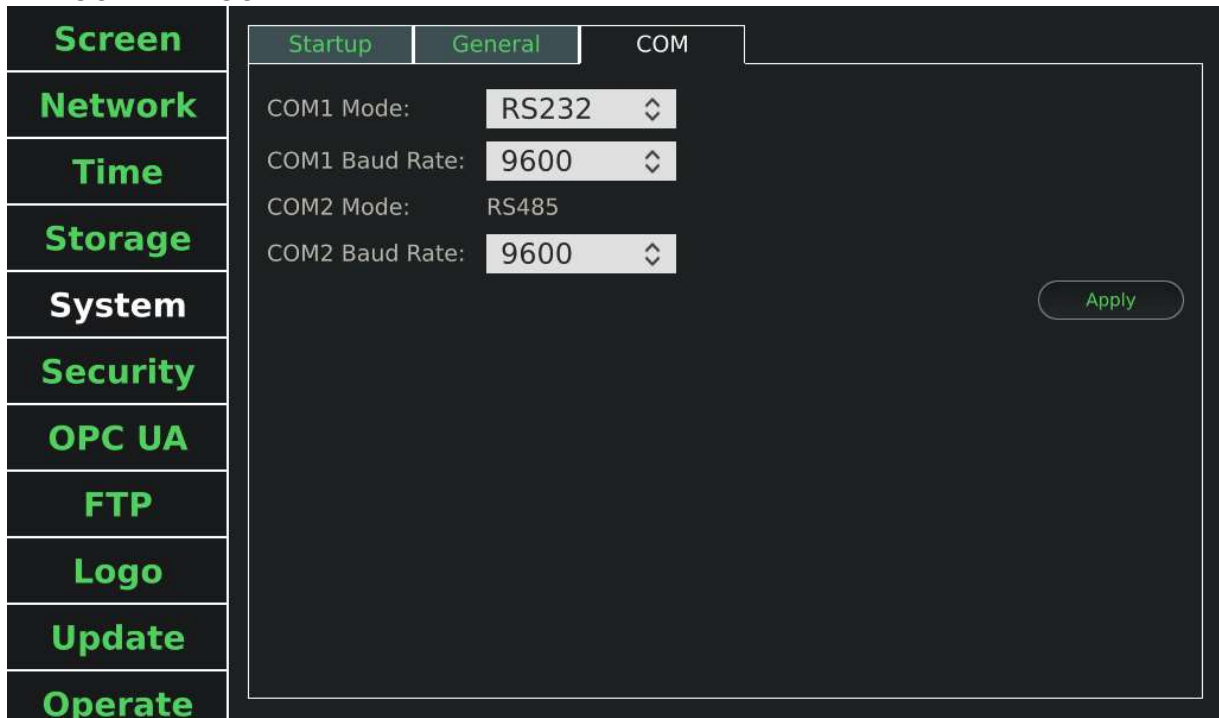 Screen
Network
Time
Storage
System
Security
OPC UA
FTP
Logo
Update
Operate
Startup General COM
COM1 Mode: RS232
COM1 Baud Rate: 9600
COM2 Mode: RS485
COM2 Baud Rate: 9600
Apply